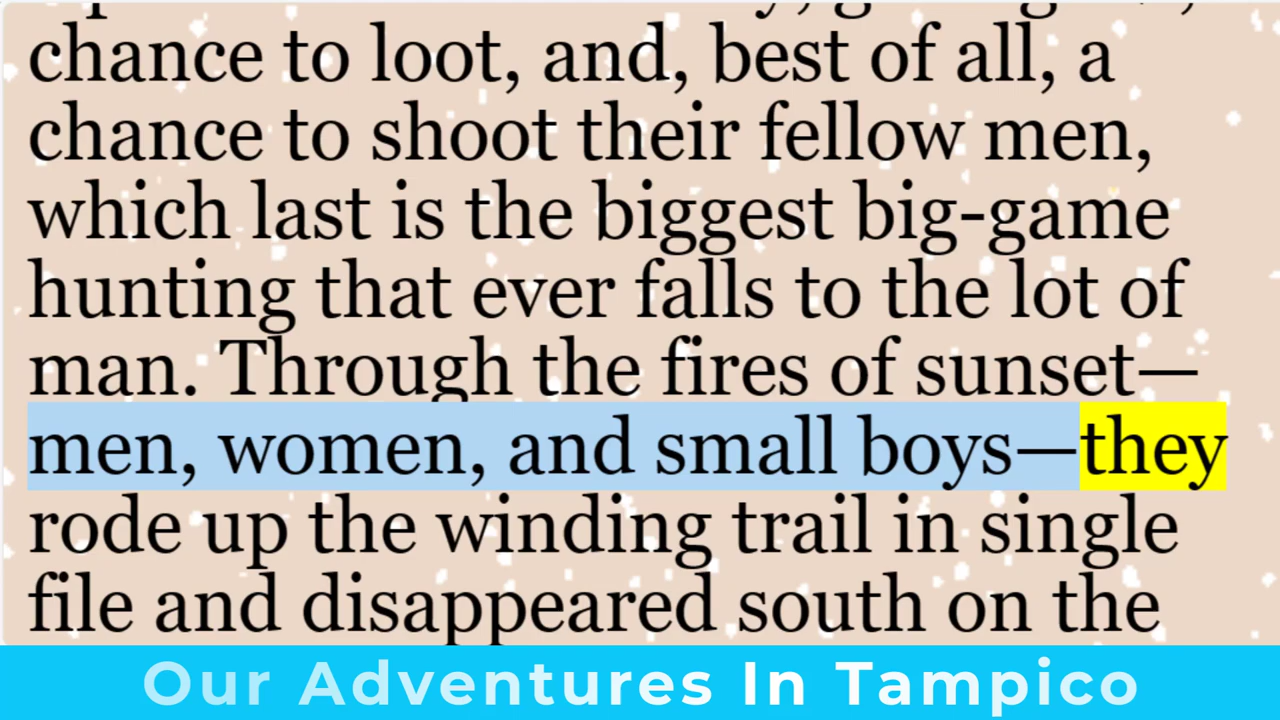 chance to loot, and, best of all, a
chance to shoot their fellow men,
which last is the biggest big-game
hunting that ever falls to the lot of
man. Through the fires of sunset—
men, women, and small boys—they
rode up the winding trail in single
file and disappeared south on the
Our Adventures In Tampico